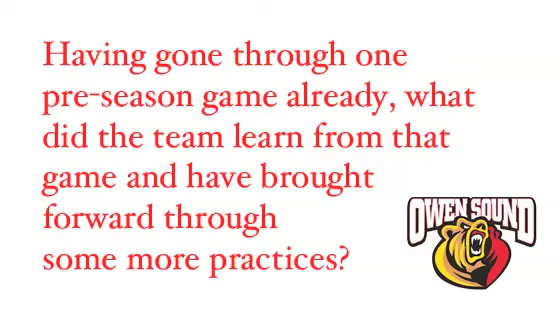 Having gone through one
pre-season game already, what
did the team learn from that
game and have brought
forward through
some more practices?
OWEN SOUND